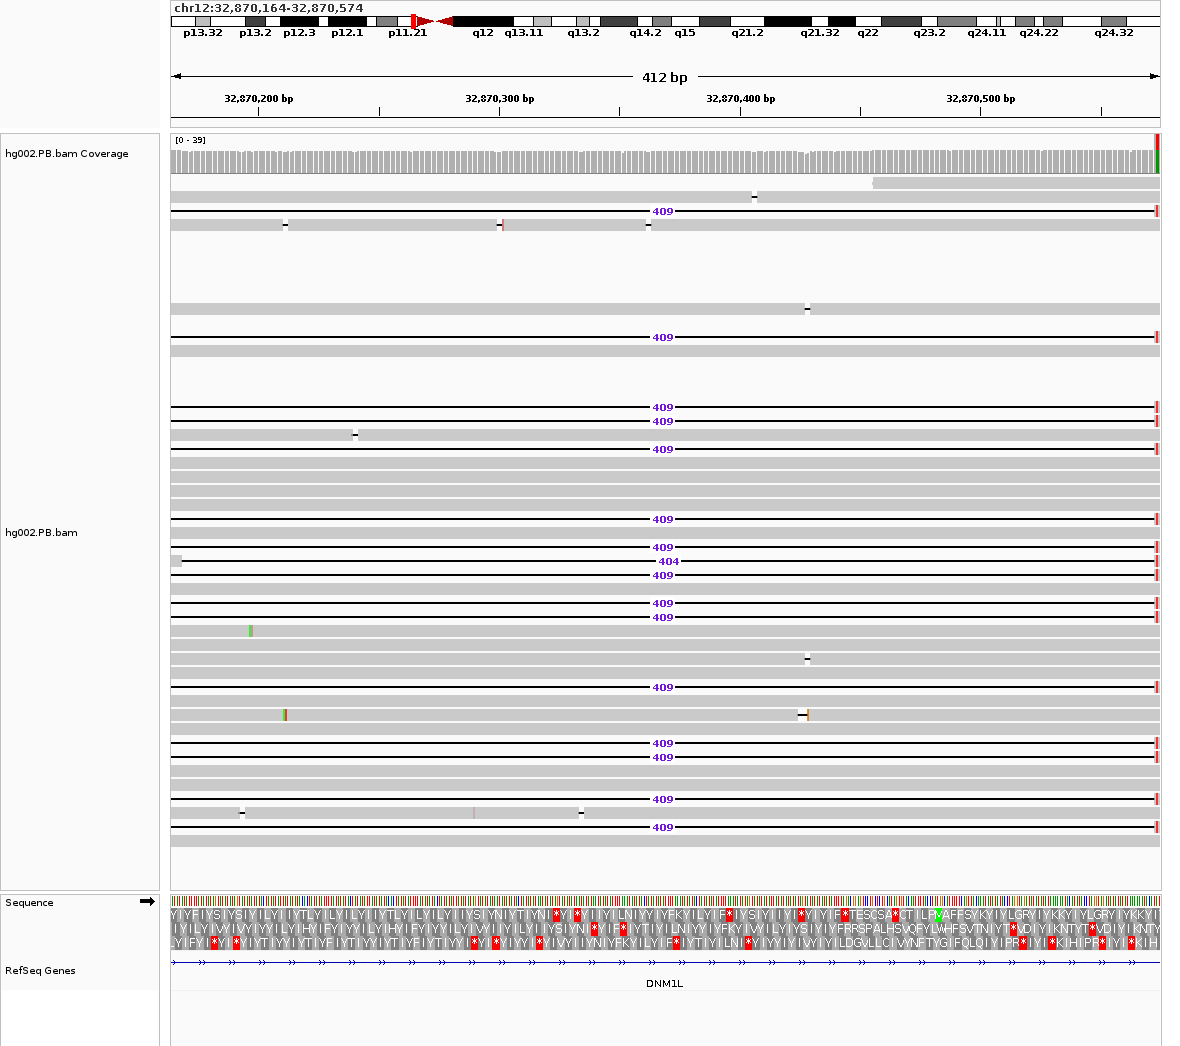 chr12:32,870,164-32,870,574
p13.32 p13.2 p12.3 p12.1 p11.21 q12 q13.11 q13.2 q14.2 q15 q21.2 q21.32 q22 q23.2 q24.11 q24.22 q24.32
412 bp
32,870,200 bp 32,870,300 bp 32,870,400 bp 32,870,500 bp
[0 - 39]
hg002.PB.bam Coverage
409
409
409
409
409
409
hg002.PB.bam
409
404
409
409
409
409
409
409
409
409
Sequence
RefSeq Genes
DNM1L